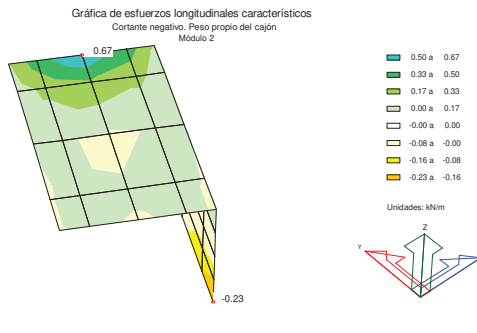 Gráfica de esfuerzos longitudinales característicos
Cortante negativo. Peso propio del cajón
Módulo 2
0.67
0.50 a 0.67
0.33 a 0.50
0.17 a 0.33
0.00 a 0.17
-0.00 a 0.00
-0.08 a -0.00
-0.16 a -0.08
-0.23 a -0.16
Unidades: kN/m
Z
Y
-0.23